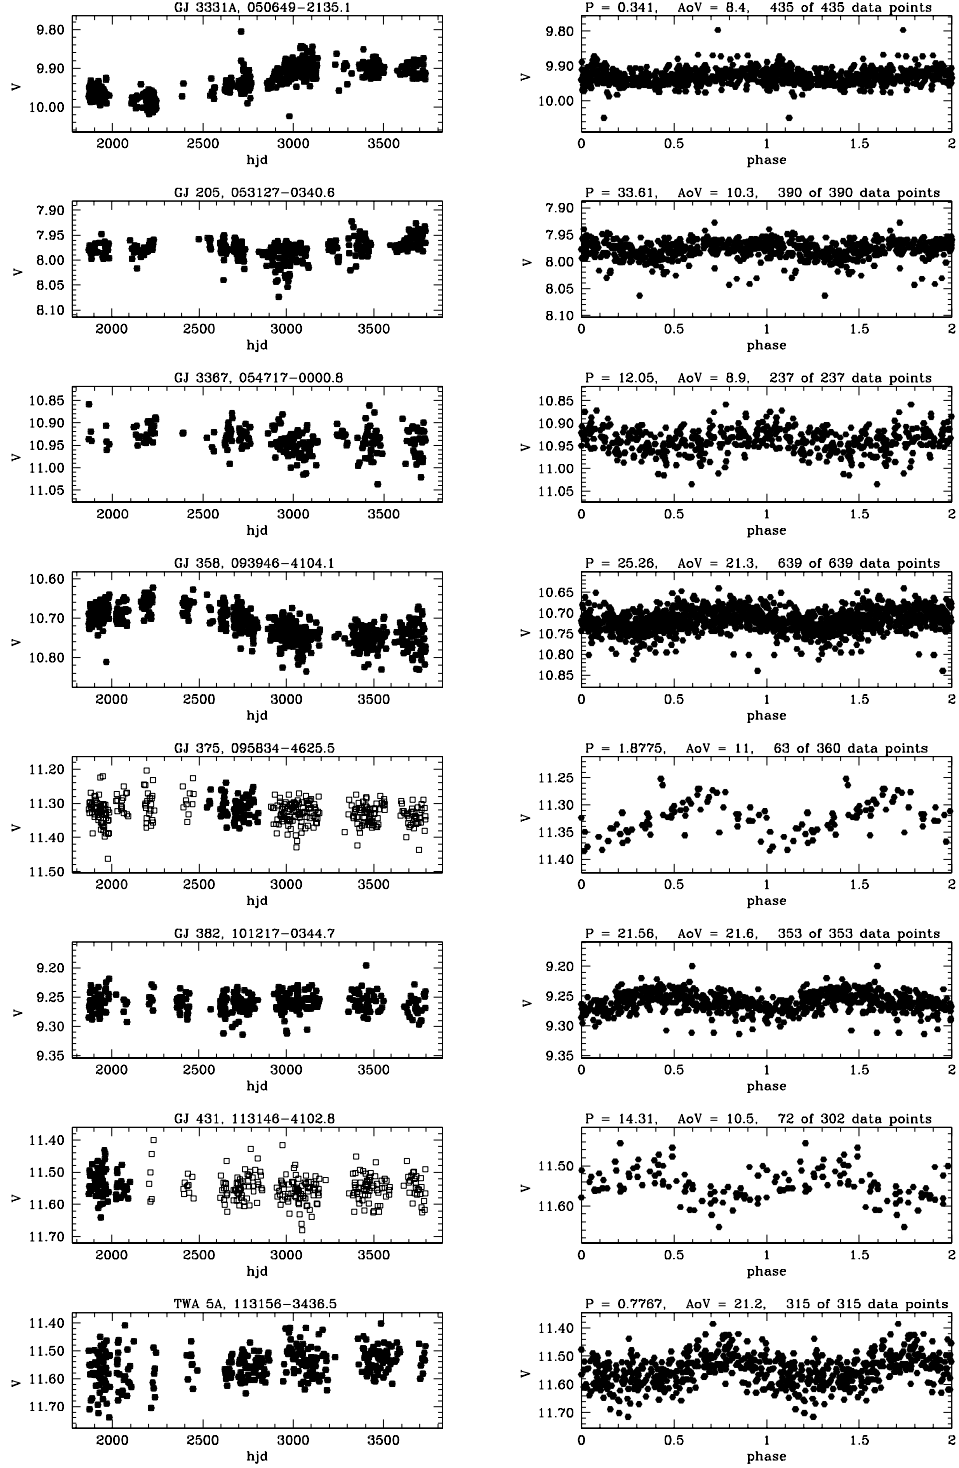 GJ 3331A, 050649-2135.1
P = 0.341, AoV = 8.4, 435 of 435 data points
9.80
9.90
10.00
V
2000 2500 3000 3500
hjd
9.80
9.90
10.00
V
0 0.5 1 1.5 2
phase
GJ 205, 053127-0340.6
P = 33.61, AoV = 10.3, 390 of 390 data points
7.90
7.95
8.00
8.05
8.10
V
2000 2500 3000 3500
hjd
7.90
7.95
8.00
8.05
8.10
V
0 0.5 1 1.5 2
phase
GJ 3367, 054717-0000.8
P = 12.05, AoV = 8.9, 237 of 237 data points
10.85
10.90
10.95
11.00
11.05
V
2000 2500 3000 3500
hjd
10.85
10.90
10.95
11.00
11.05
V
0 0.5 1 1.5 2
phase
GJ 358, 093946-4104.1
P = 25.26, AoV = 21.3, 639 of 639 data points
10.60
10.70
10.80
V
2000 2500 3000 3500
hjd
10.65
10.70
10.75
10.80
10.85
V
0 0.5 1 1.5 2
phase
GJ 375, 095834-4625.5
P = 1.8775, AoV = 11, 63 of 360 data points
11.20
11.30
11.40
11.50
V
2000 2500 3000 3500
hjd
11.25
11.30
11.35
11.40
V
0 0.5 1 1.5 2
phase
GJ 382, 101217-0344.7
P = 21.56, AoV = 21.6, 353 of 353 data points
9.20
9.25
9.30
9.35
V
2000 2500 3000 3500
hjd
9.20
9.25
9.30
9.35
V
0 0.5 1 1.5 2
phase
GJ 431, 113146-4102.8
P = 14.31, AoV = 10.5, 72 of 302 data points
11.40
11.50
11.60
11.70
V
2000 2500 3000 3500
hjd
11.50
11.60
V
0 0.5 1 1.5 2
phase
TWA 5A, 113156-3436.5
P = 0.7767, AoV = 21.2, 315 of 315 data points
11.40
11.50
11.60
11.70
V
2000 2500 3000 3500
hjd
11.40
11.50
11.60
11.70
V
0 0.5 1 1.5 2
phase